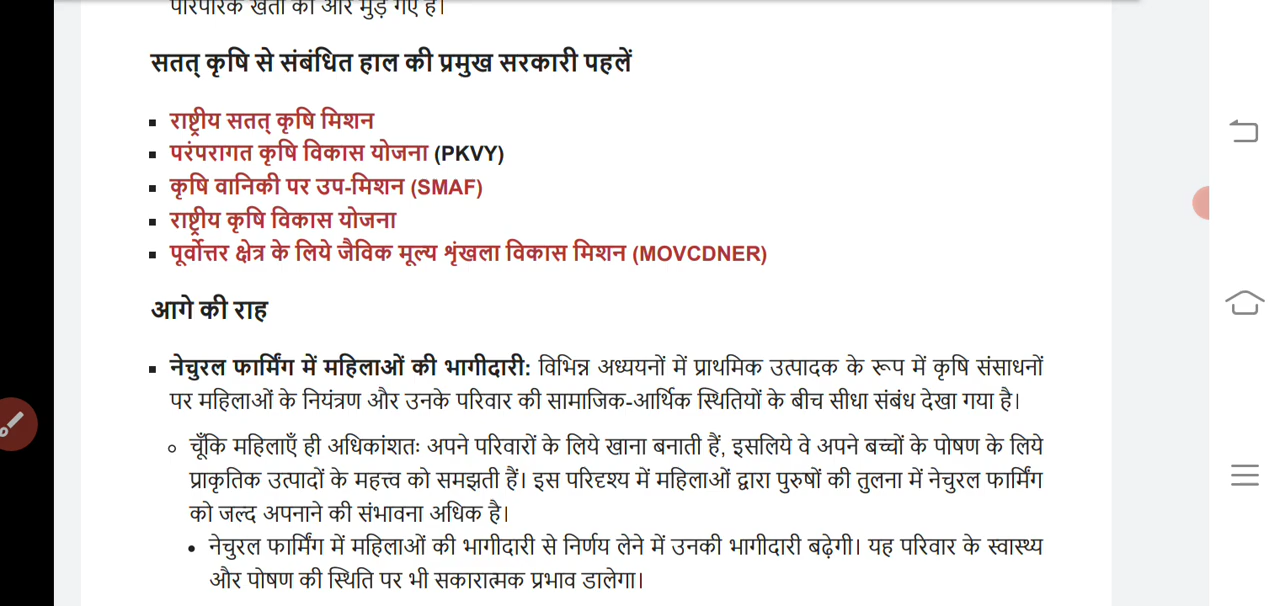 पारंपरिक खेती की ओर मुड़ गए हैं।
सतत् कृषि से संबंधित हाल की प्रमुख सरकारी पहलें
राष्ट्रीय सतत् कृषि मिशन
परंपरागत कृषि विकास योजना (PKVY)
कृषि वानिकी पर उप-मिशन (SMAF)
राष्ट्रीय कृषि विकास योजना
पूर्वोत्तर क्षेत्र के लिये जैविक मूल्य शृंखला विकास मिशन (MOVCDNER)
आगे की राह
नेचुरल फार्मिंग में महिलाओं की भागीदारी: विभिन्न अध्ययनों में प्राथमिक उत्पादक के रूप में कृषि संसाधनों
पर महिलाओं के नियंत्रण और उनके परिवार की सामाजिक-आर्थिक स्थितियों के बीच सीधा संबंध देखा गया है।
चूँकि महिलाएँ ही अधिकांशतः अपने परिवारों के लिये खाना बनाती हैं, इसलिये वे अपने बच्चों के पोषण के लिये
प्राकृतिक उत्पादों के महत्त्व को समझती हैं। इस परिदृश्य में महिलाओं द्वारा पुरुषों की तुलना में नेचुरल फार्मिंग
को जल्द अपनाने की संभावना अधिक है।
नेचुरल फार्मिंग में महिलाओं की भागीदारी से निर्णय लेने में उनकी भागीदारी बढ़ेगी। यह परिवार के स्वास्थ्य
और पोषण की स्थिति पर भी सकारात्मक प्रभाव डालेगा।